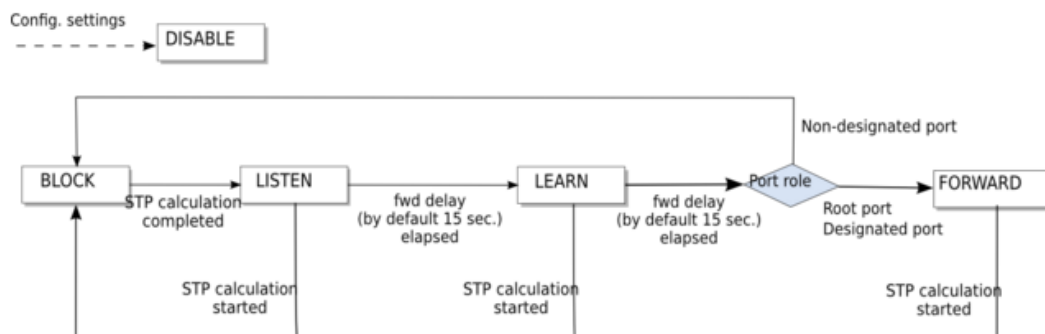 Config. settings
DISABLE
Non-designated port
BLOCK
STP calculation
completed
LISTEN
fwd delay
(by default 15 sec.)
elapsed
LEARN
fwd delay
(by default 15 sec.)
elapsed
Port role
FORWARD
Root port
Designated port
STP calculation
started
STP calculation
started
STP calculation
started